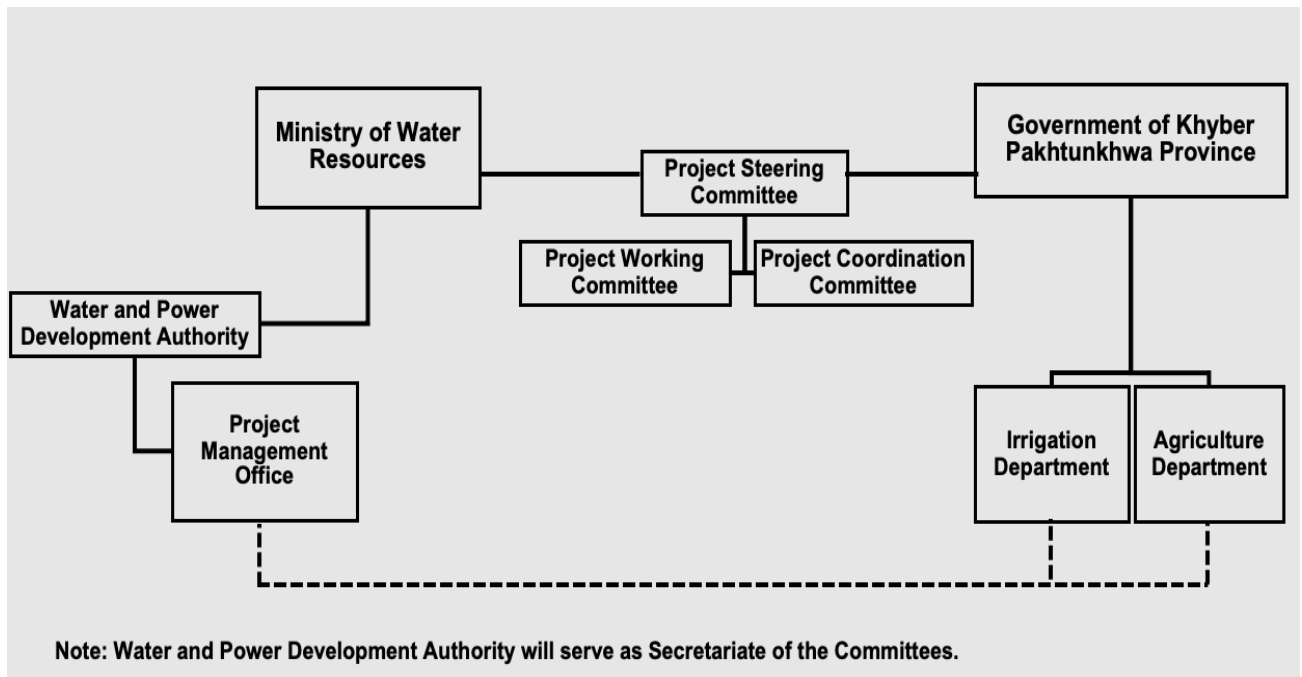 Ministry of Water
Resources
Government of Khyber
Pakhtunkhwa Province
Project Steering
Committee
Project Working
Committee
Project Coordination
Committee
Water and Power
Development Authority
Project
Management
Office
Irrigation
Department
Agriculture
Department
Note: Water and Power Development Authority will serve as Secretariate of the Committees.